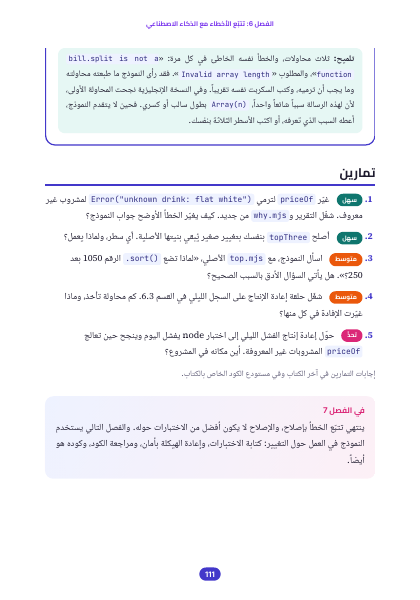 الفصل 6: تتبّع الأخطاء مع الذكاء الاصطناعي
تلميح: ثلاث محاولات، والخطأ نفسه الخاطئ في كل مرة: «bill.split is not a
function»، والمطلوب « Invalid array length ». فقد رأى النموذج ما طبعته محاولته
وما يجب أن ترميه، وكتب السكربت نفسه تقريباً. وفي النسخة الإنجليزية نجحت المحاولة الأولى،
لأن لهذه الرسالة سبباً شائعاً واحداً، Array(n) بطول سالب أو كسري. فحين لا يتقدم النموذج،
أعطه السبب الذي تعرفه، أو اكتب الأسطر الثلاثة بنفسك.
تمارين
1. سهل غيّر priceOf لترمي Error("unknown drink: flat white") لمشروب غير
معروف. شغّل التقرير و why.mjs من جديد. كيف يغيّر الخطأ الأوضح جواب النموذج؟
2. سهل أصلح topThree بنفسك بتغيير صغير يُبقي بنيتها الأصلية. أي سطر، ولماذا يعمل؟
3. متوسط اسأل النموذج، مع top.mjs الأصلي، «لماذا تضع .sort() الرقم 1050 بعد
250؟». هل يأتي السؤال الأدق بالسبب الصحيح؟
4. متوسط شغّل حلقة إعادة الإنتاج على السجل الليلي في القسم 6.3. كم محاولة تأخذ، وماذا
غيّرت الإفادة في كل منها؟
5. تحدٍّ حوّل إعادة إنتاج الفشل الليلي إلى اختبار node يفشل اليوم وينجح حين تعالج
priceOf المشروبات غير المعروفة. أين مكانه في المشروع؟
إجابات التمارين في آخر الكتاب وفي مستودع الكود الخاص بالكتاب.
في الفصل 7
ينتهي تتبع الخطأ بإصلاح، والإصلاح لا يكون أفضل من الاختبارات حوله. والفصل التالي يستخدم
النموذج في العمل حول التغيير: كتابة الاختبارات، وإعادة الهيكلة بأمان، ومراجعة الكود، وكوده هو
أيضاً.
111